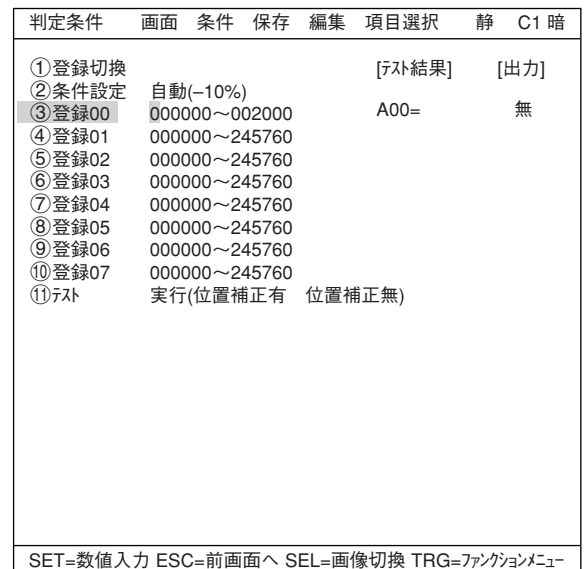 判定条件 画面 条件 保存 編集 項目選択 静 C1 暗
①登録切換 [ﾃｽﾄ結果] [出力]
②条件設定 自動(–10%)
③登録00 000000～002000 A00= 無
④登録01 000000～245760
⑤登録02 000000～245760
⑥登録03 000000～245760
⑦登録04 000000～245760
⑧登録05 000000～245760
⑨登録06 000000～245760
⑩登録07 000000～245760
⑪ﾃｽﾄ 実行(位置補正有 位置補正無)
SET=数値入力 ESC=前画面へ SEL=画像切換 TRG=ﾌｧﾝｸｼｮﾝﾒﾆｭｰ